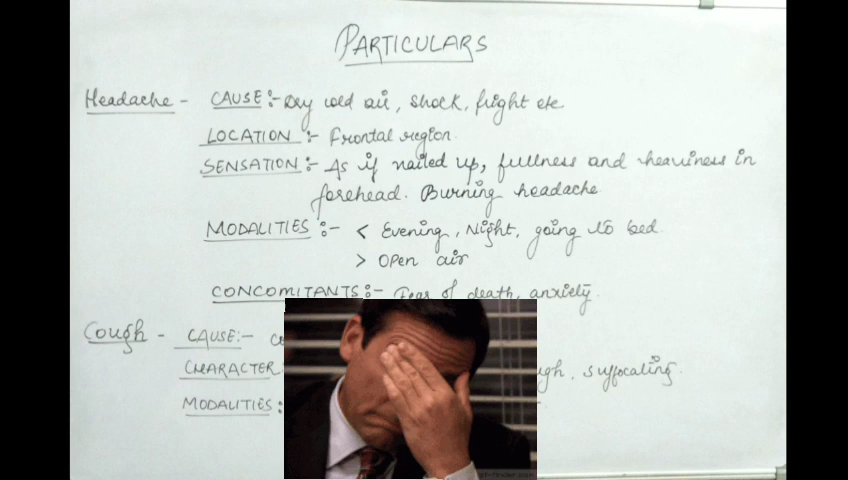 PARTICULARS
Headache - CAUSE :- Dry cold air, shock, fright etc
LOCATION :- Frontal region.
SENSATION :- As if nailed up, fullness and heaviness in
forehead. Burning headache
MODALITIES :- < Evening, Night, going to bed.
> Open air
CONCOMITANTS :- Fear of death, anxiety.
Cough - CAUSE :-
CHARACTER suffocating.
MODALITIES :